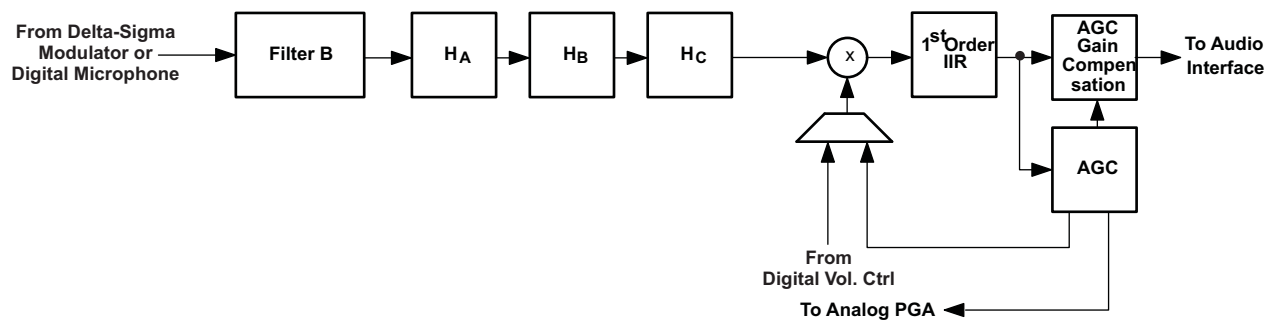 From Delta-Sigma
Modulator or
Digital Microphone
Filter B
HA
HB
HC
x
1st Order
IIR
AGC
Gain
Compen
sation
To Audio
Interface
AGC
From
Digital Vol. Ctrl
To Analog PGA